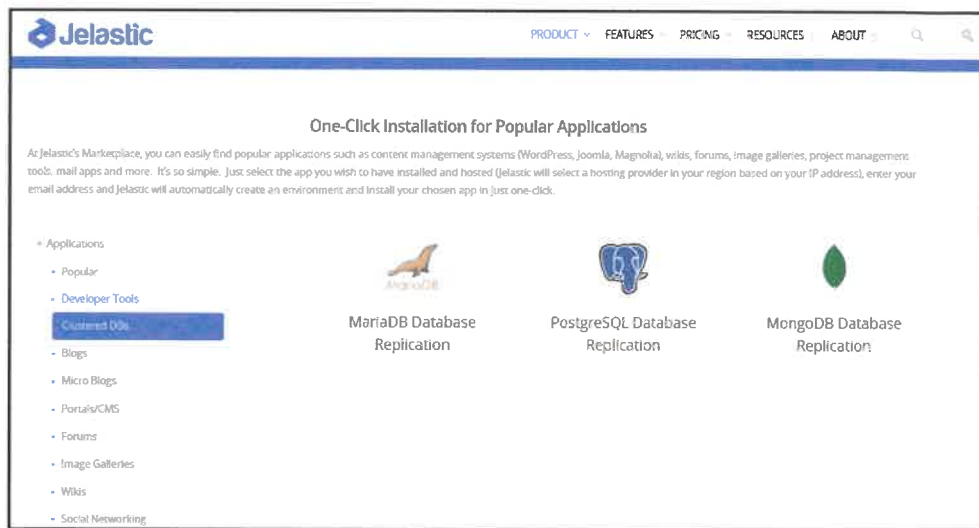 Jelastic
PRODUCT FEATURES PRICING RESOURCES ABOUT
One-Click Installation for Popular Applications
At Jelastic's Marketplace, you can easily find popular applications such as content management systems (WordPress, Joomla, Magnolia), wikis, forums, image galleries, project management
tools, mail apps and more. It's so simple. Just select the app you wish to have installed and hosted (Jelastic will select a hosting provider in your region based on your IP address), enter your
email address and Jelastic will automatically create an environment and install your chosen app in just one-click.
Applications
Popular
Developer Tools
Clustered DBs
Blogs
Micro Blogs
Portals/CMS
Forums
Image Galleries
Wikis
Social Networking
MariaDB
MariaDB Database
Replication
PostgreSQL Database
Replication
MongoDB Database
Replication